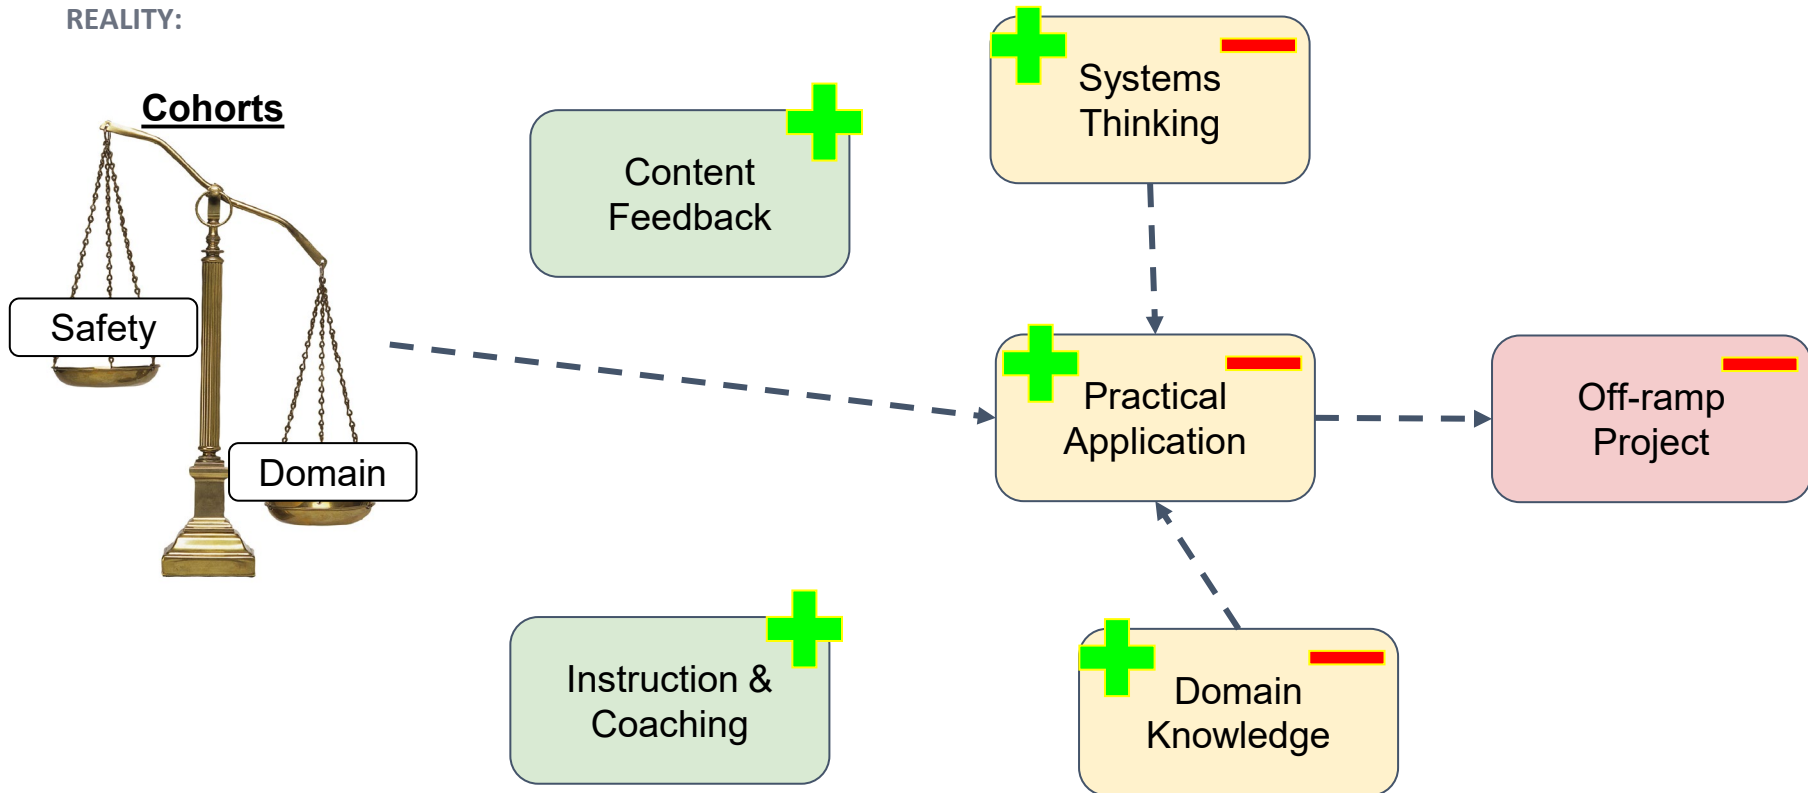 REALITY:
Cohorts
Safety
Domain
Content
Feedback
Systems
Thinking
Practical
Application
Off-ramp
Project
Instruction &
Coaching
Domain
Knowledge